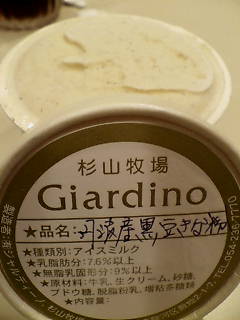 杉山牧場
Giardino
★品名:丹波産黒豆きな粉
★種類別:アイスミルク
★乳脂肪分:7.6%以上
★無脂乳固形分:9%以上
★原材料:牛乳、生クリーム、砂糖、
ブドウ糖、脱脂粉乳、増粘多糖類
★内容量: